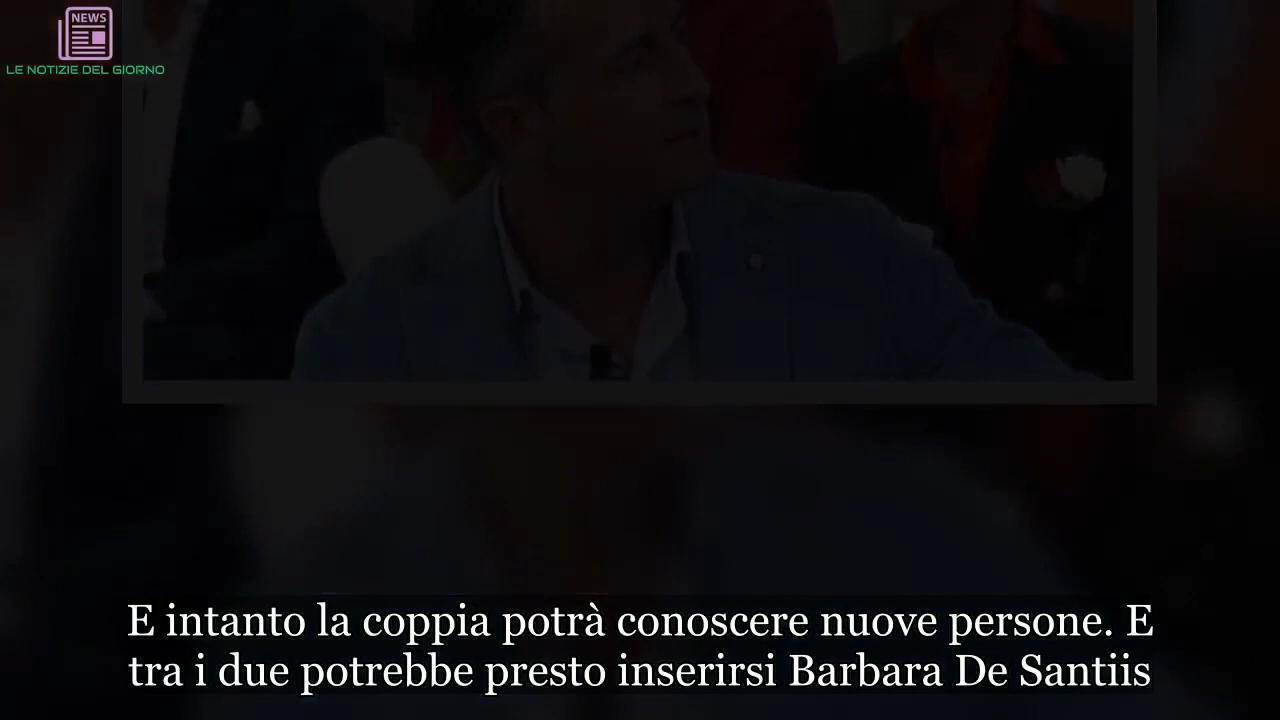 NEWS
LE NOTIZIE DEL GIORNO
E intanto la coppia potrà conoscere nuove persone. E
tra i due potrebbe presto inserirsi Barbara De Santiis